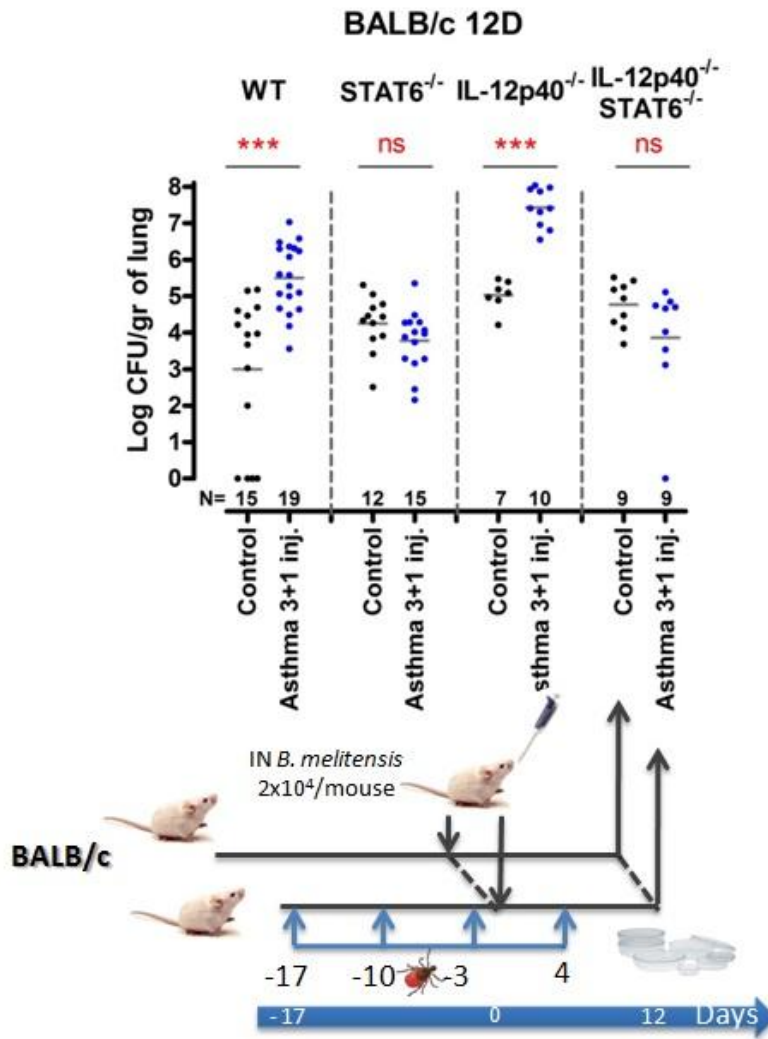 BALB/c 12D
WT STAT6-/- IL-12p40-/- IL-12p40-/-
STAT6-/-
*** ns *** ns
Log CFU/gr of lung
8
7
6
5
4
3
2
1
0
N= 15 19 12 15 7 10 9 9
Control
Asthma 3+1 inj.
Control
Asthma 3+1 inj.
Control
sthma 3+1 inj.
Control
Asthma 3+1 inj.
IN B. melitensis
2x10⁴/mouse
BALB/c
-17 -10 -3 4
-17 0 12 Days